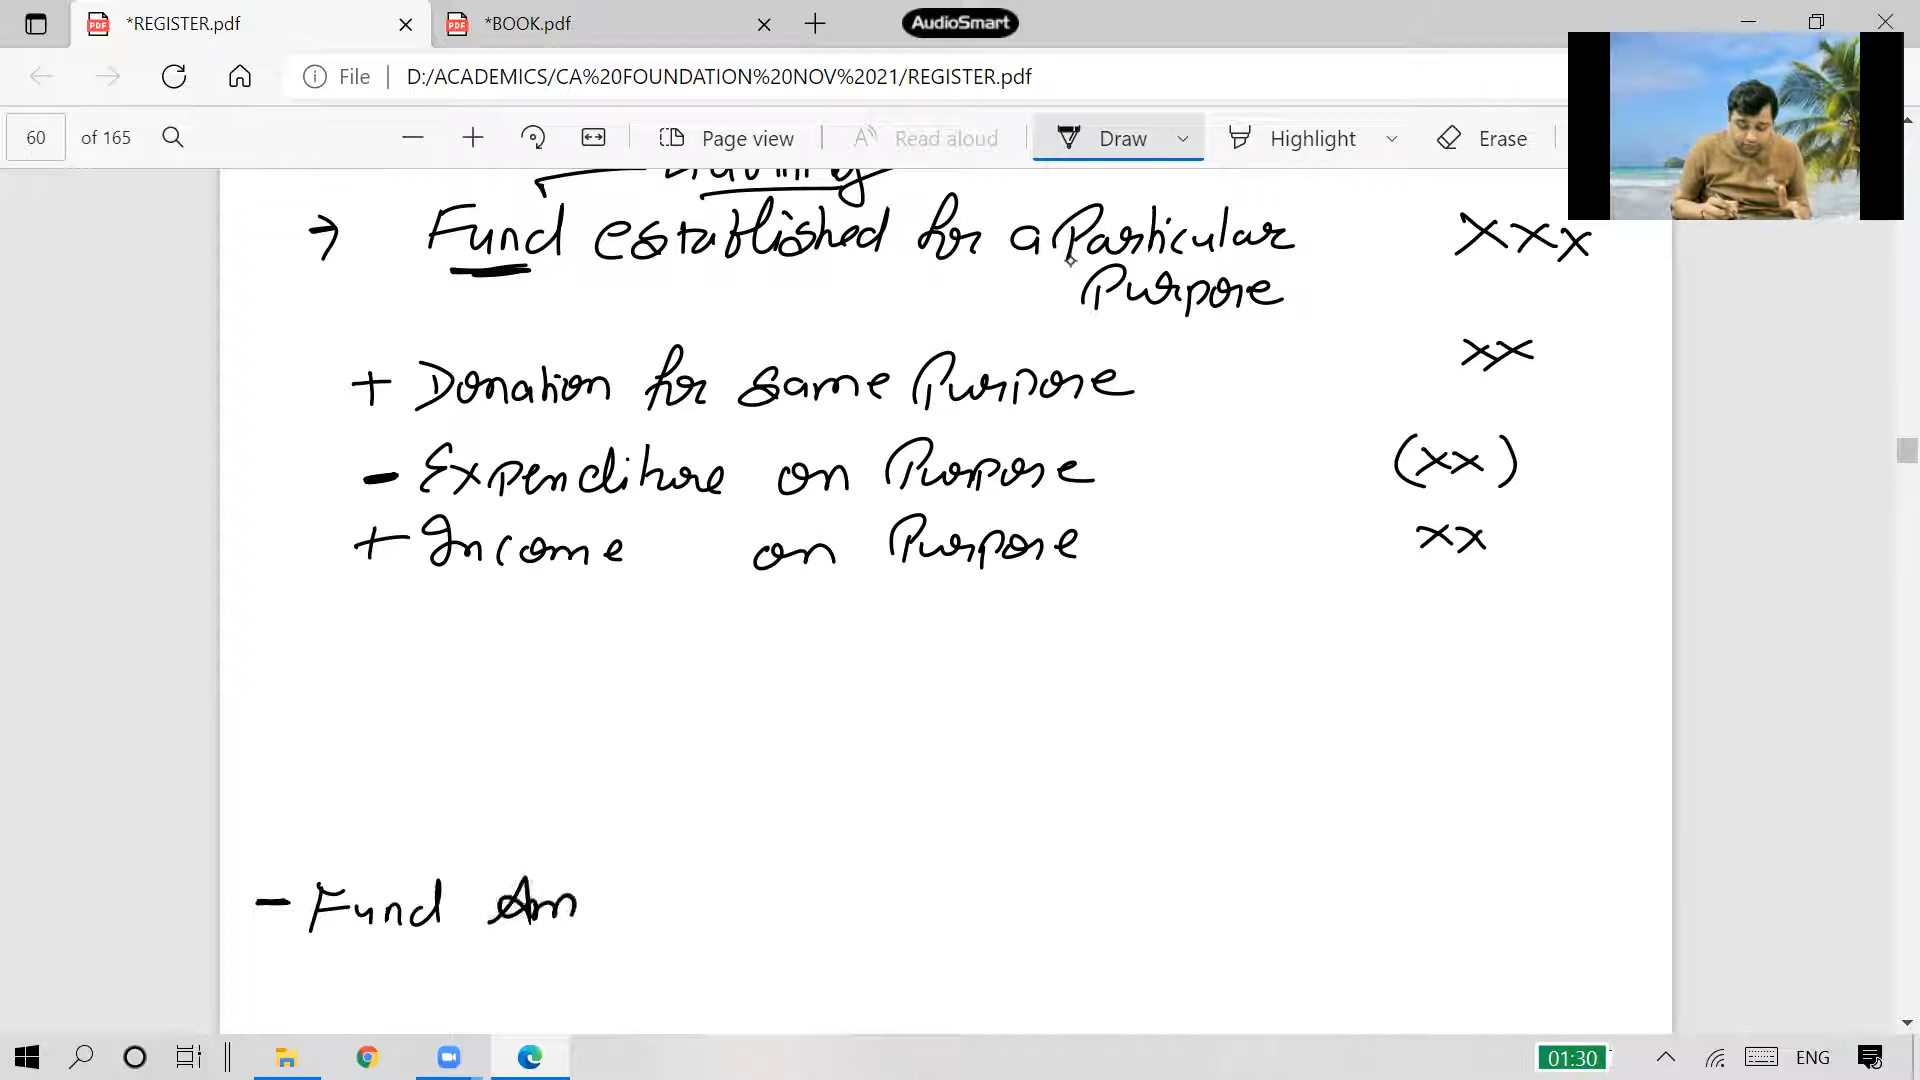 *REGISTER.pdf
*BOOK.pdf
AudioSmart
File D:/ACADEMICS/CA%20FOUNDATION%20NOV%2021/REGISTER.pdf
60 of 165 Page view Read aloud Draw Highlight Erase
→ Fund established for a Particular XXX
Purpose
+ Donation for same Purpose XX
- Expenditure on Purpose (XX)
+ Income on Purpose XX
- Fund Am
01:30 ENG